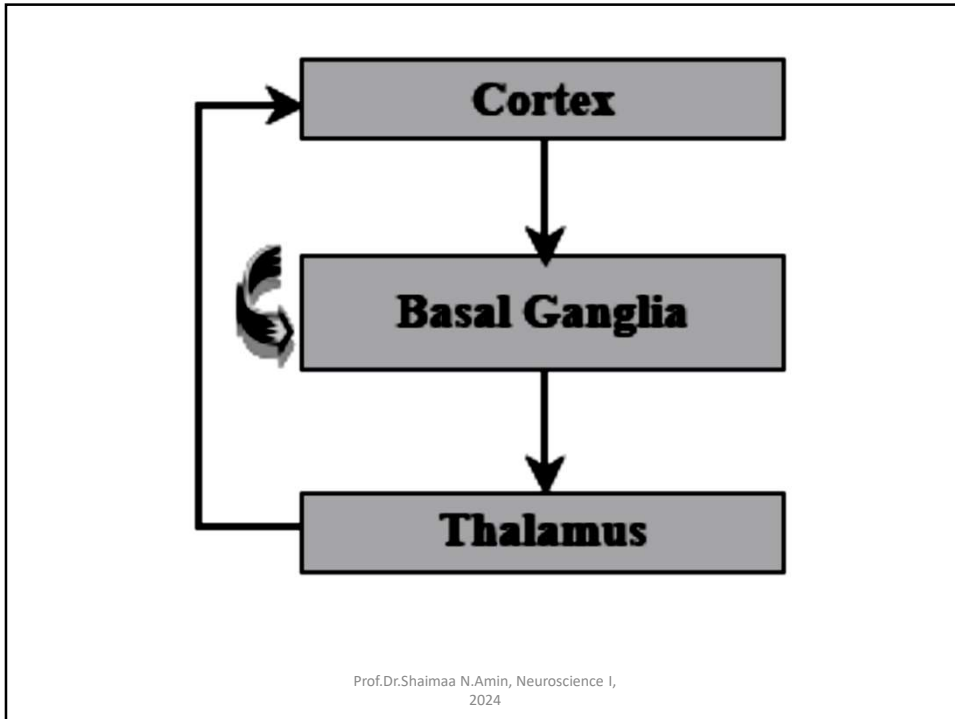 Cortex
Basal Ganglia
Thalamus
Prof.Dr.Shaimaa N.Amin, Neuroscience I,
2024